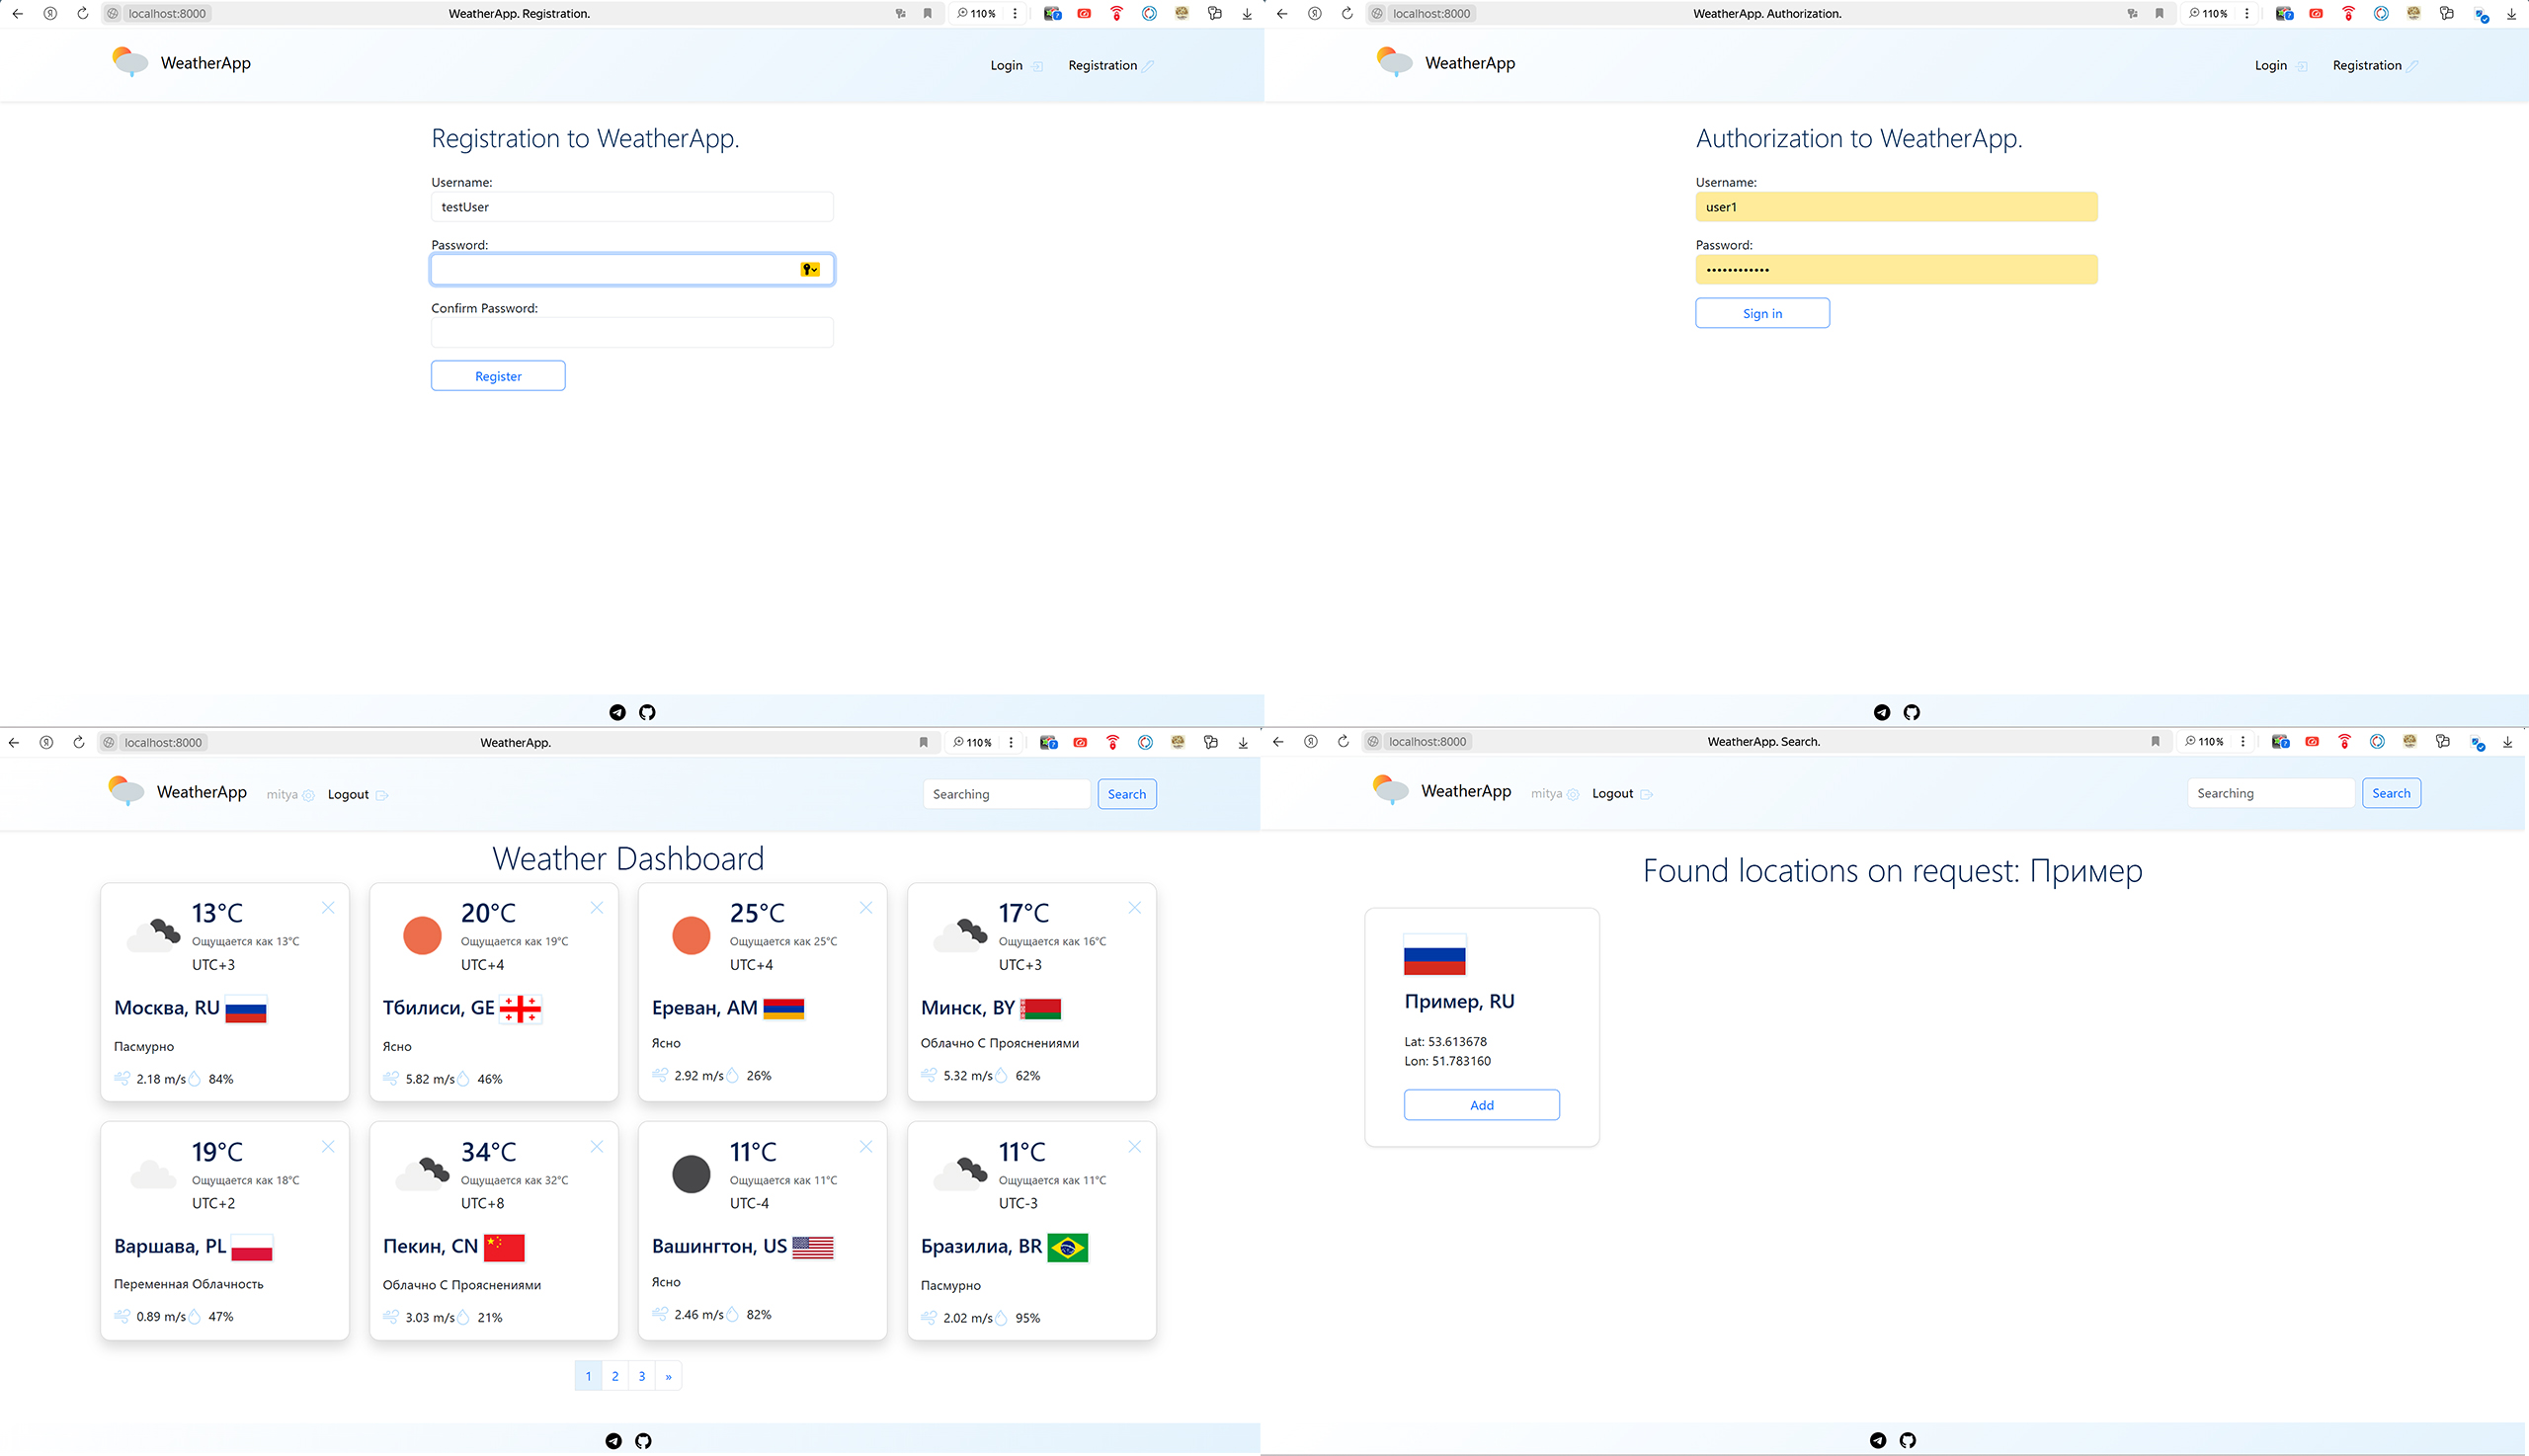 localhost:8000 WeatherApp. Registration. 110%
WeatherApp Login Registration
Registration to WeatherApp.
Username:
testUser
Password:
Confirm Password:
Register
localhost:8000 WeatherApp. Authorization. 110%
WeatherApp Login Registration
Authorization to WeatherApp.
Username:
user1
Password:
••••••••••••
Sign in
localhost:8000 WeatherApp. 110%
WeatherApp mitya Logout Searching Search
Weather Dashboard
13°C
Ощущается как 13°C
UTC+3
Москва, RU
Пасмурно
2.18 m/s 84%
20°C
Ощущается как 19°C
UTC+4
Тбилиси, GE
Ясно
5.82 m/s 46%
25°C
Ощущается как 25°C
UTC+4
Ереван, AM
Ясно
2.92 m/s 26%
17°C
Ощущается как 16°C
UTC+3
Минск, BY
Облачно С Прояснениями
5.32 m/s 62%
19°C
Ощущается как 18°C
UTC+2
Варшава, PL
Переменная Облачность
0.89 m/s 47%
34°C
Ощущается как 32°C
UTC+8
Пекин, CN
Облачно С Прояснениями
3.03 m/s 21%
11°C
Ощущается как 11°C
UTC-4
Вашингтон, US
Ясно
2.46 m/s 82%
11°C
Ощущается как 11°C
UTC-3
Бразилиа, BR
Пасмурно
2.02 m/s 95%
1 2 3 »
localhost:8000 WeatherApp. Search. 110%
WeatherApp mitya Logout Searching Search
Found locations on request: Пример
Пример, RU
Lat: 53.613678
Lon: 51.783160
Add